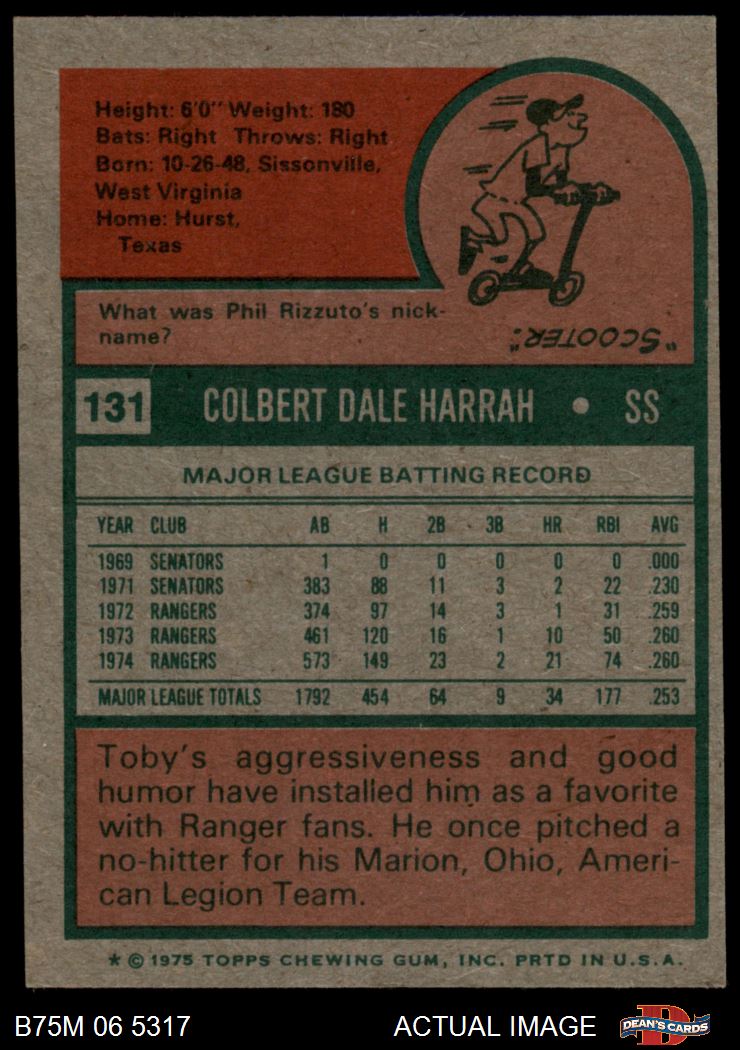 Height: 6'0" Weight: 180
Bats: Right Throws: Right
Born: 10-26-48, Sissonville,
West Virginia
Home: Hurst,
Texas
What was Phil Rizzuto's nick-
name?
"SCOOTER"
131 COLBERT DALE HARRAH • SS
MAJOR LEAGUE BATTING RECORD
YEAR CLUB AB H 2B 3B HR RBI AVG
1969 SENATORS 1 0 0 0 0 0 .000
1971 SENATORS 383 88 11 3 2 22 .230
1972 RANGERS 374 97 14 3 1 31 .259
1973 RANGERS 461 120 16 1 10 50 .260
1974 RANGERS 573 149 23 2 21 74 .260
MAJOR LEAGUE TOTALS 1792 454 64 9 34 177 .253
Toby's aggressiveness and good
humor have installed him as a favorite
with Ranger fans. He once pitched a
no-hitter for his Marion, Ohio, Ameri-
can Legion Team.
* © 1975 TOPPS CHEWING GUM, INC. PRTD IN U.S.A.
B75M 06 5317 ACTUAL IMAGE DEAN'S CARDS